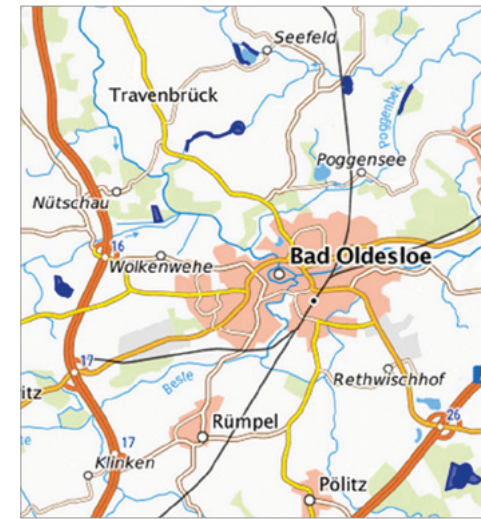 Seefeld
Travenbrück
Poggenbek
Poggensee
Nütschau
16
Wolkenwehe
Bad Oldesloe
17
itz
Beste
Rethwischhof
Rümpel
26
17
Klinken
Pölitz